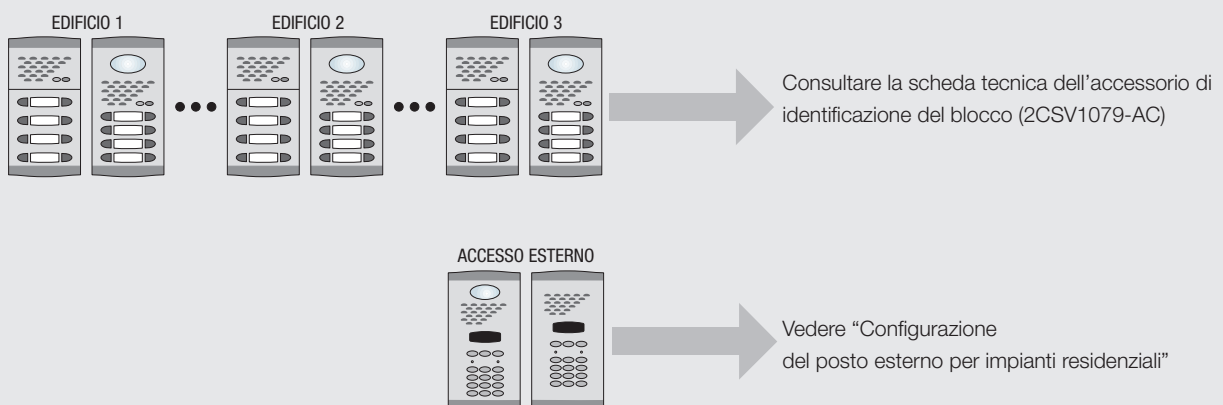 EDIFICIO 1
EDIFICIO 2
EDIFICIO 3
Consultare la scheda tecnica dell'accessorio di
identificazione del blocco (2CSV1079-AC)
ACCESSO ESTERNO
Vedere “Configurazione
del posto esterno per impianti residenziali”